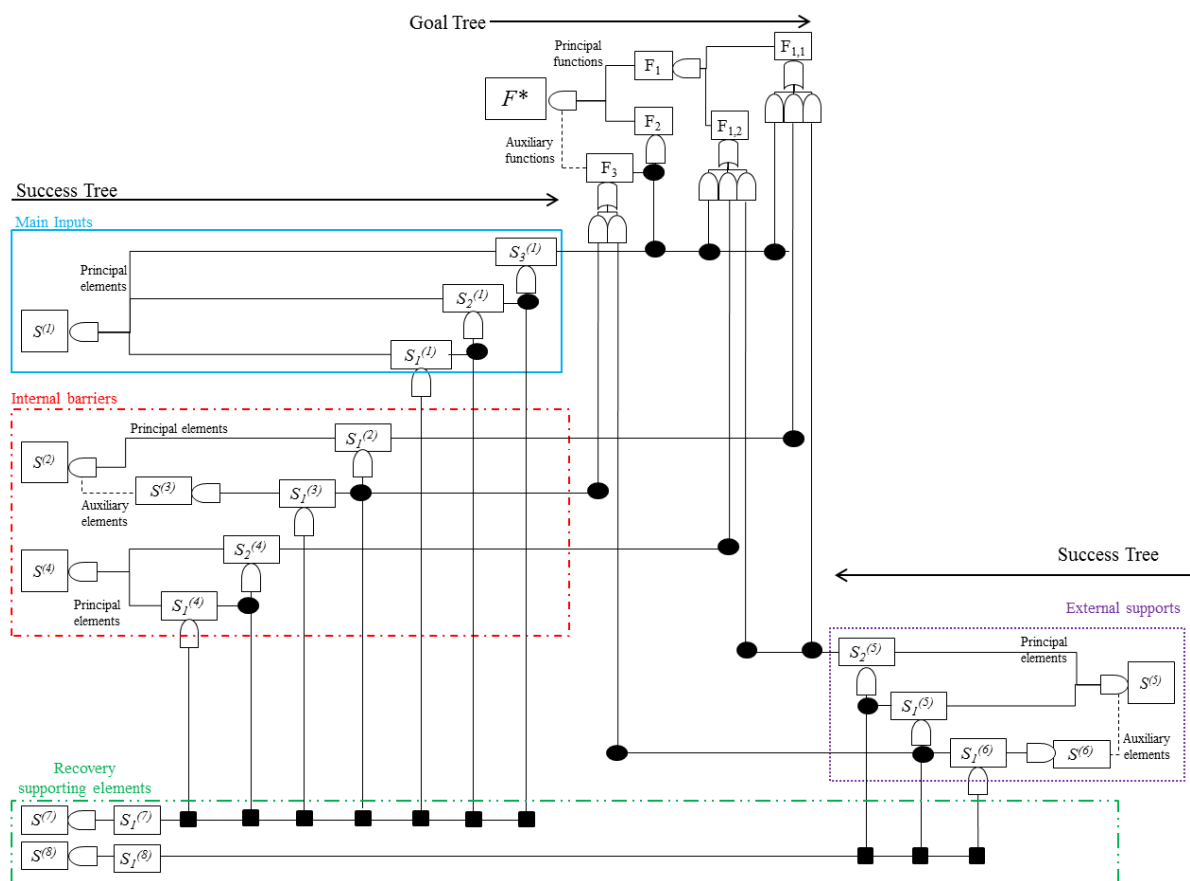 Goal Tree
Principal
functions
F₁
F₁,₁
F*
F₂
F₁,₂
Auxiliary
functions
F₃
Success Tree
Main Inputs
S₃⁽¹⁾
Principal
elements
S₂⁽¹⁾
S⁽¹⁾
S₁⁽¹⁾
Internal barriers
Principal elements
S₁⁽²⁾
S⁽²⁾
S⁽³⁾
S₁⁽³⁾
Auxiliary
elements
S₂⁽⁴⁾
S⁽⁴⁾
Principal
elements
S₁⁽⁴⁾
Success Tree
External supports
S₂⁽⁵⁾
Principal
elements
S⁽⁵⁾
S₁⁽⁵⁾
Auxiliary
elements
S₁⁽⁶⁾
S⁽⁶⁾
Recovery
supporting elements
S⁽⁷⁾
S₁⁽⁷⁾
S⁽⁸⁾
S₁⁽⁸⁾